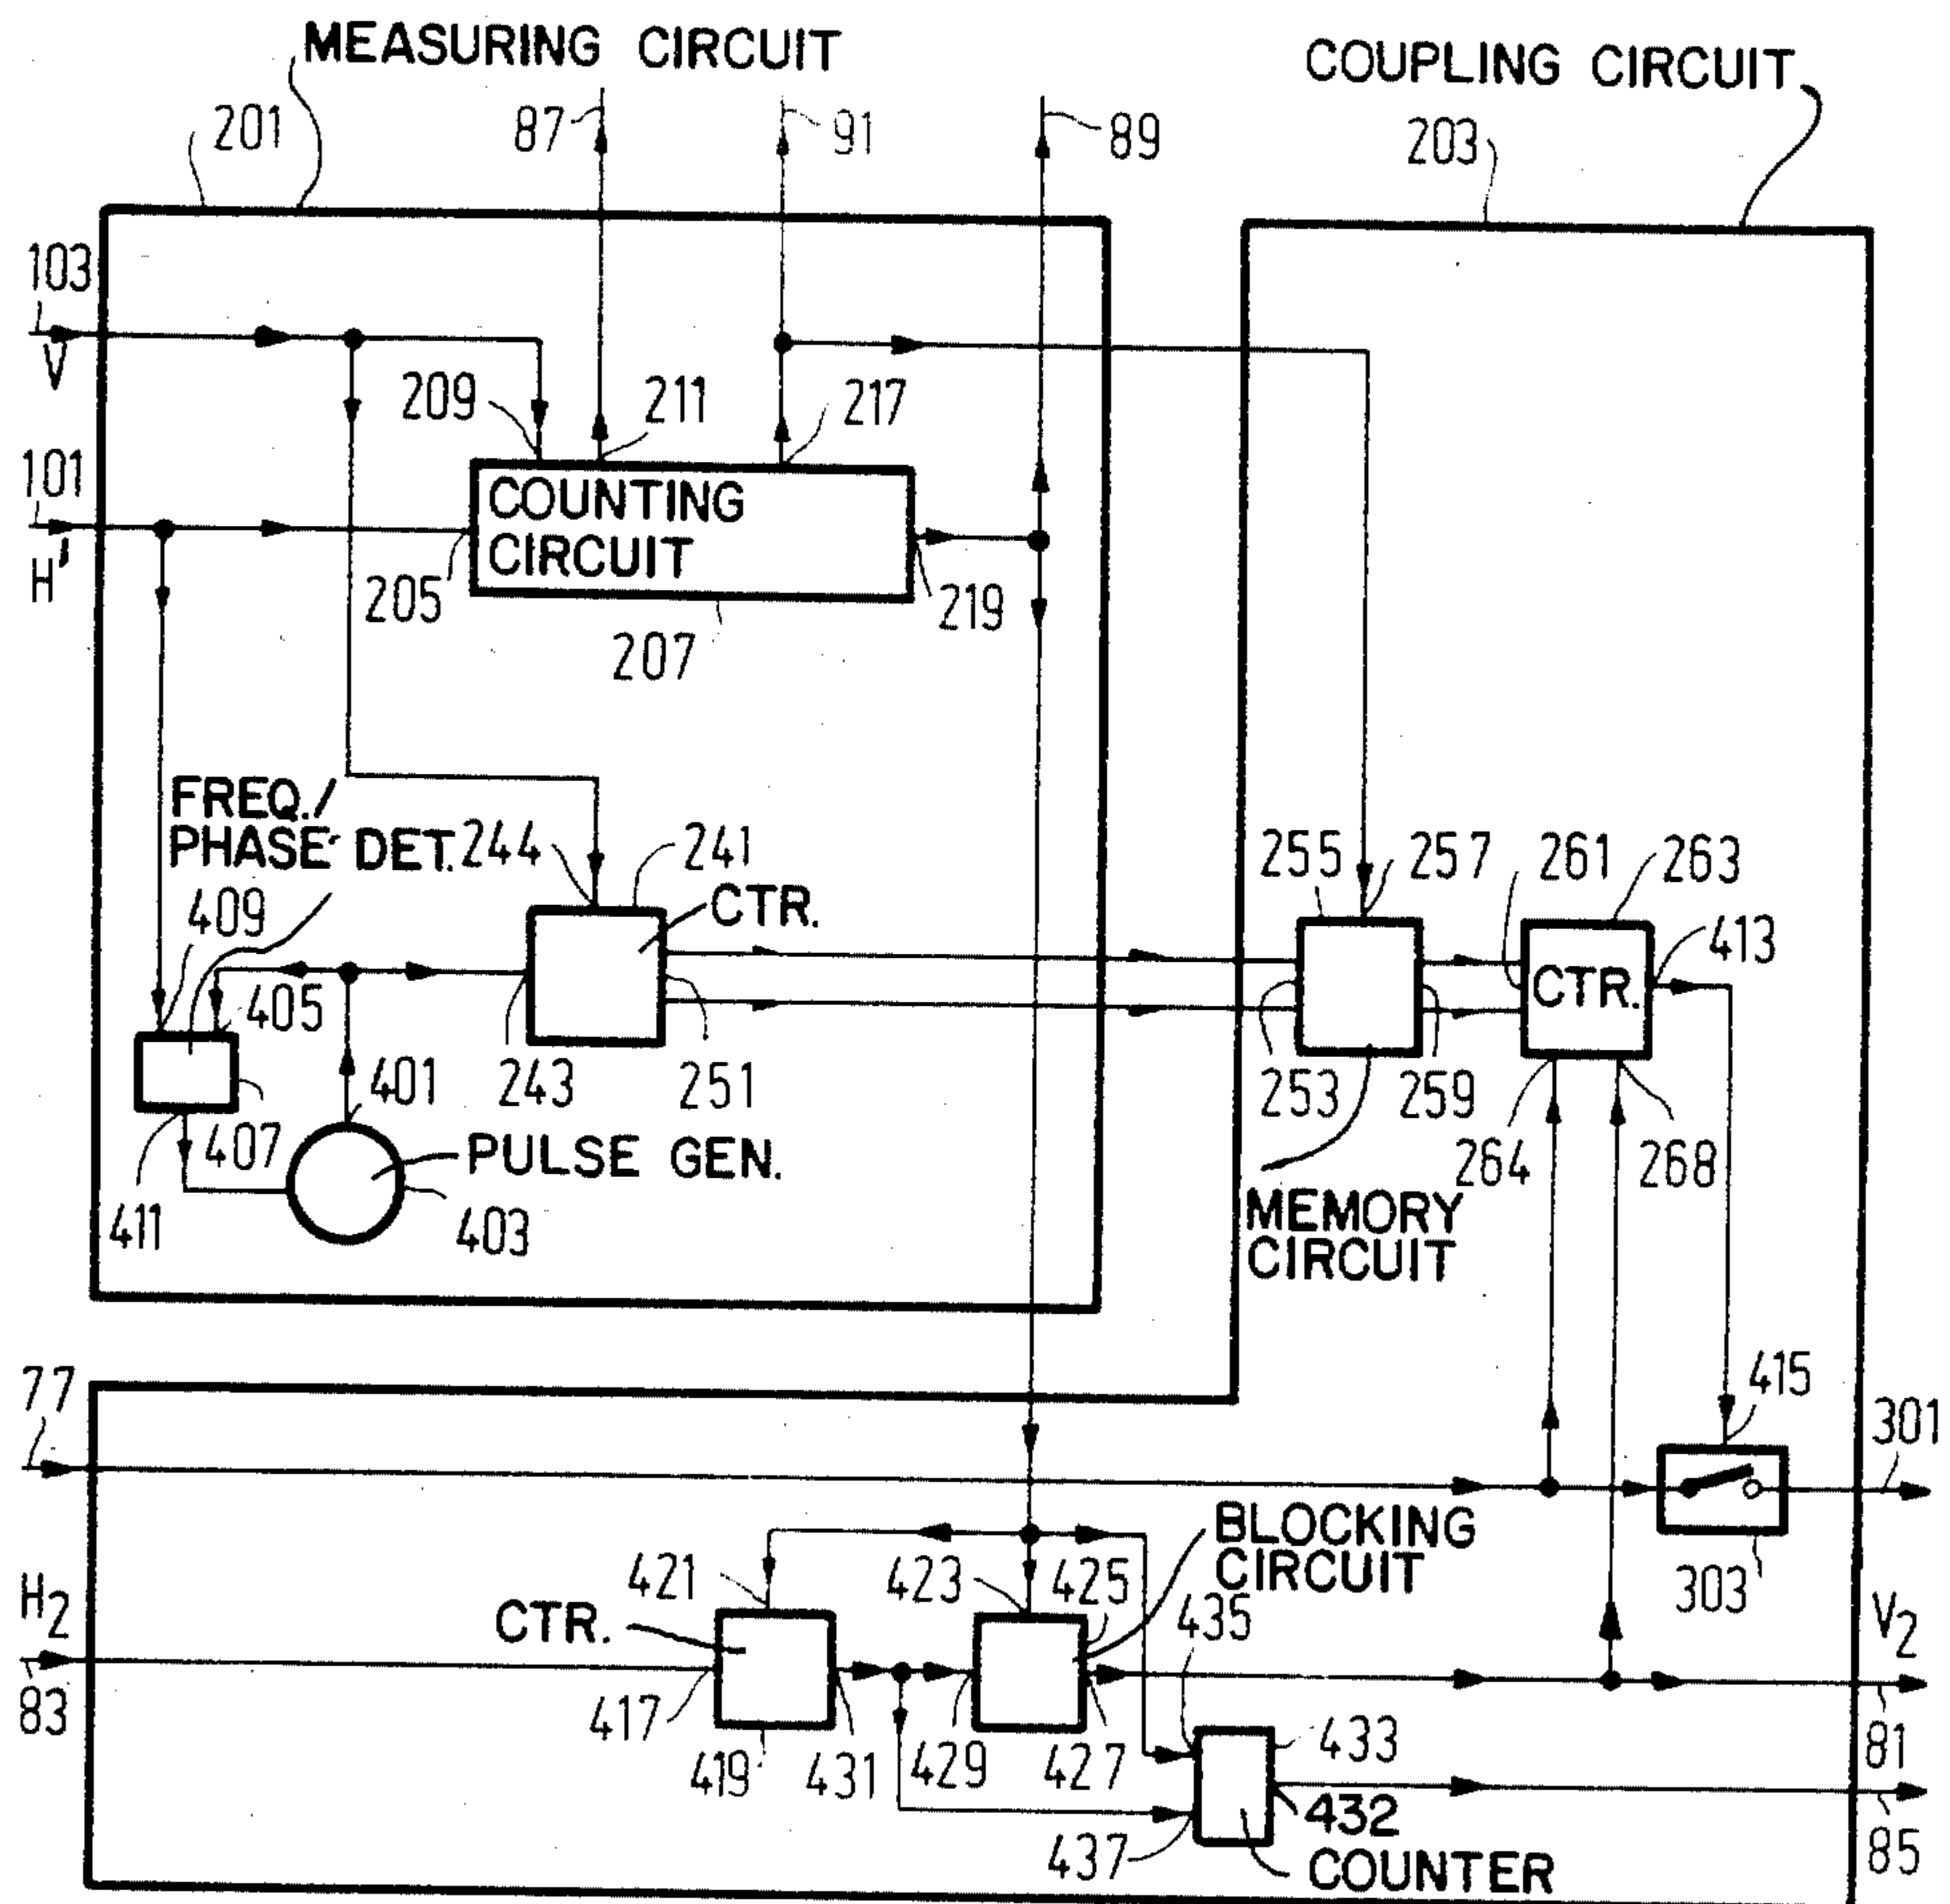 MEASURING CIRCUIT
COUPLING CIRCUIT
201
87
91
89
203
103
V
209
211
217
101
H'
COUNTING
CIRCUIT
205
219
207
FREQ./
PHASE DET.
244
241
CTR.
409
405
255
257
261
263
CTR.
413
401
243
251
253
259
407
PULSE GEN.
264
268
411
403
MEMORY
CIRCUIT
77
415
301
BLOCKING
CIRCUIT
421
423
425
435
303
H2
CTR.
V2
83
417
419
431
429
427
433
81
432
437
COUNTER
85